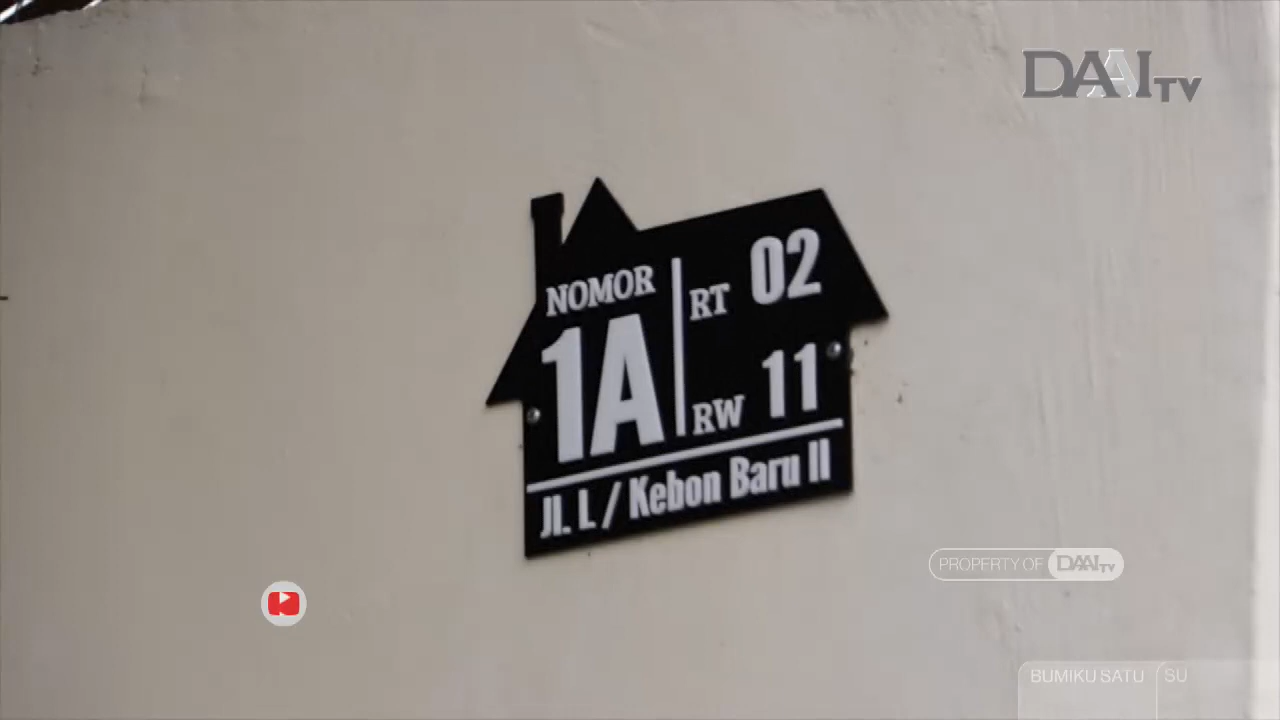 DAAI TV
NOMOR
1A
RT 02
RW 11
Jl. L / Kebon Baru II
PROPERTY OF DAAI TV
BUMIKU SATU
SU